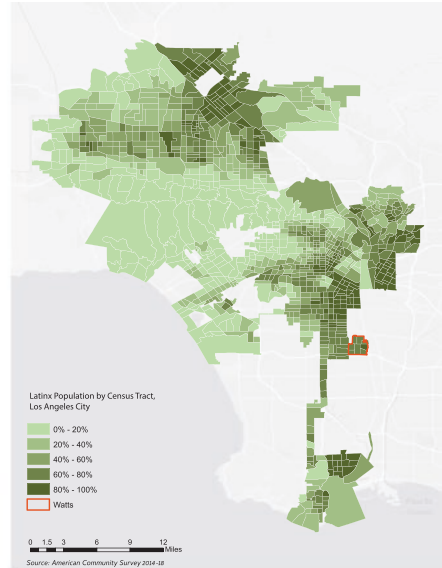 Latinx Population by Census Tract,
Los Angeles City
0% - 20%
20% - 40%
40% - 60%
60% - 80%
80% - 100%
Watts
0 1.5 3 6 9 12
Miles
Source: American Community Survey 2014 -18